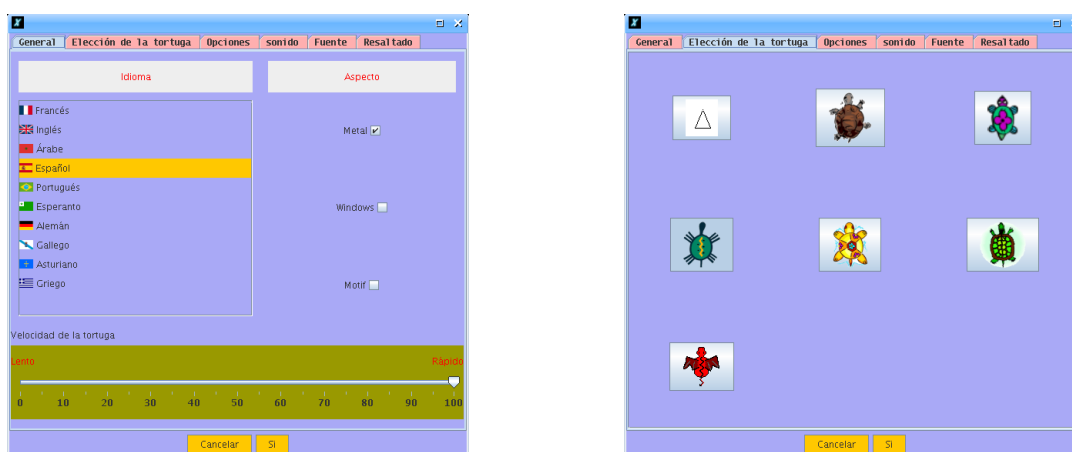 General Elección de la tortuga Opciones sonido Fuente Resaltado
Idioma
Aspecto
Francés
Inglés
Árabe
Español
Portugués
Esperanto
Alemán
Gallego
Asturiano
Griego
Metal
Windows
Motif
Velocidad de la tortuga
Lento
Rápido
0 10 20 30 40 50 60 70 80 90 100
Cancelar Sí
General Elección de la tortuga Opciones sonido Fuente Resaltado
Cancelar Sí